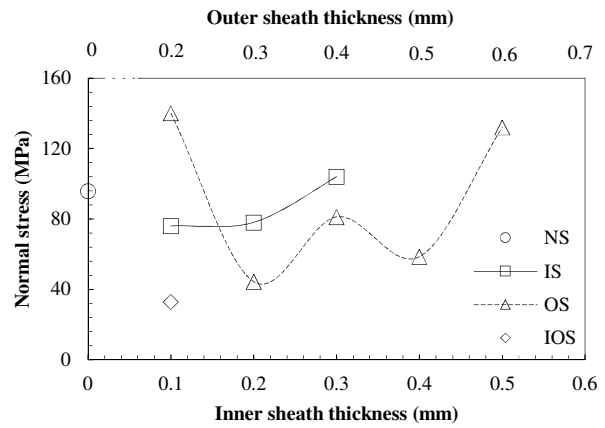 Outer sheath thickness (mm)
0 0.2 0.3 0.4 0.5 0.6 0.7
160
120
80
40
0
Normal stress (MPa)
NS
IS
OS
IOS
0 0.1 0.2 0.3 0.4 0.5 0.6
Inner sheath thickness (mm)